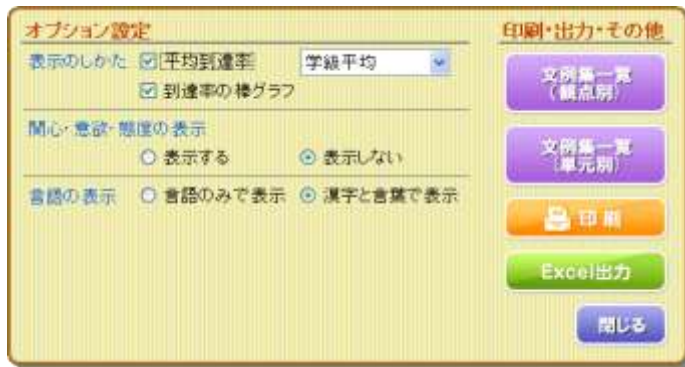 オプション設定
表示のしかた 平均到達率 学級平均
到達率の棒グラフ
関心・意欲・態度の表示
表示する 表示しない
言語の表示 言語のみで表示 漢字と言葉で表示
印刷・出力・その他
文例集一覧
(観点別)
文例集一覧
(単元別)
印刷
Excel出力
閉じる